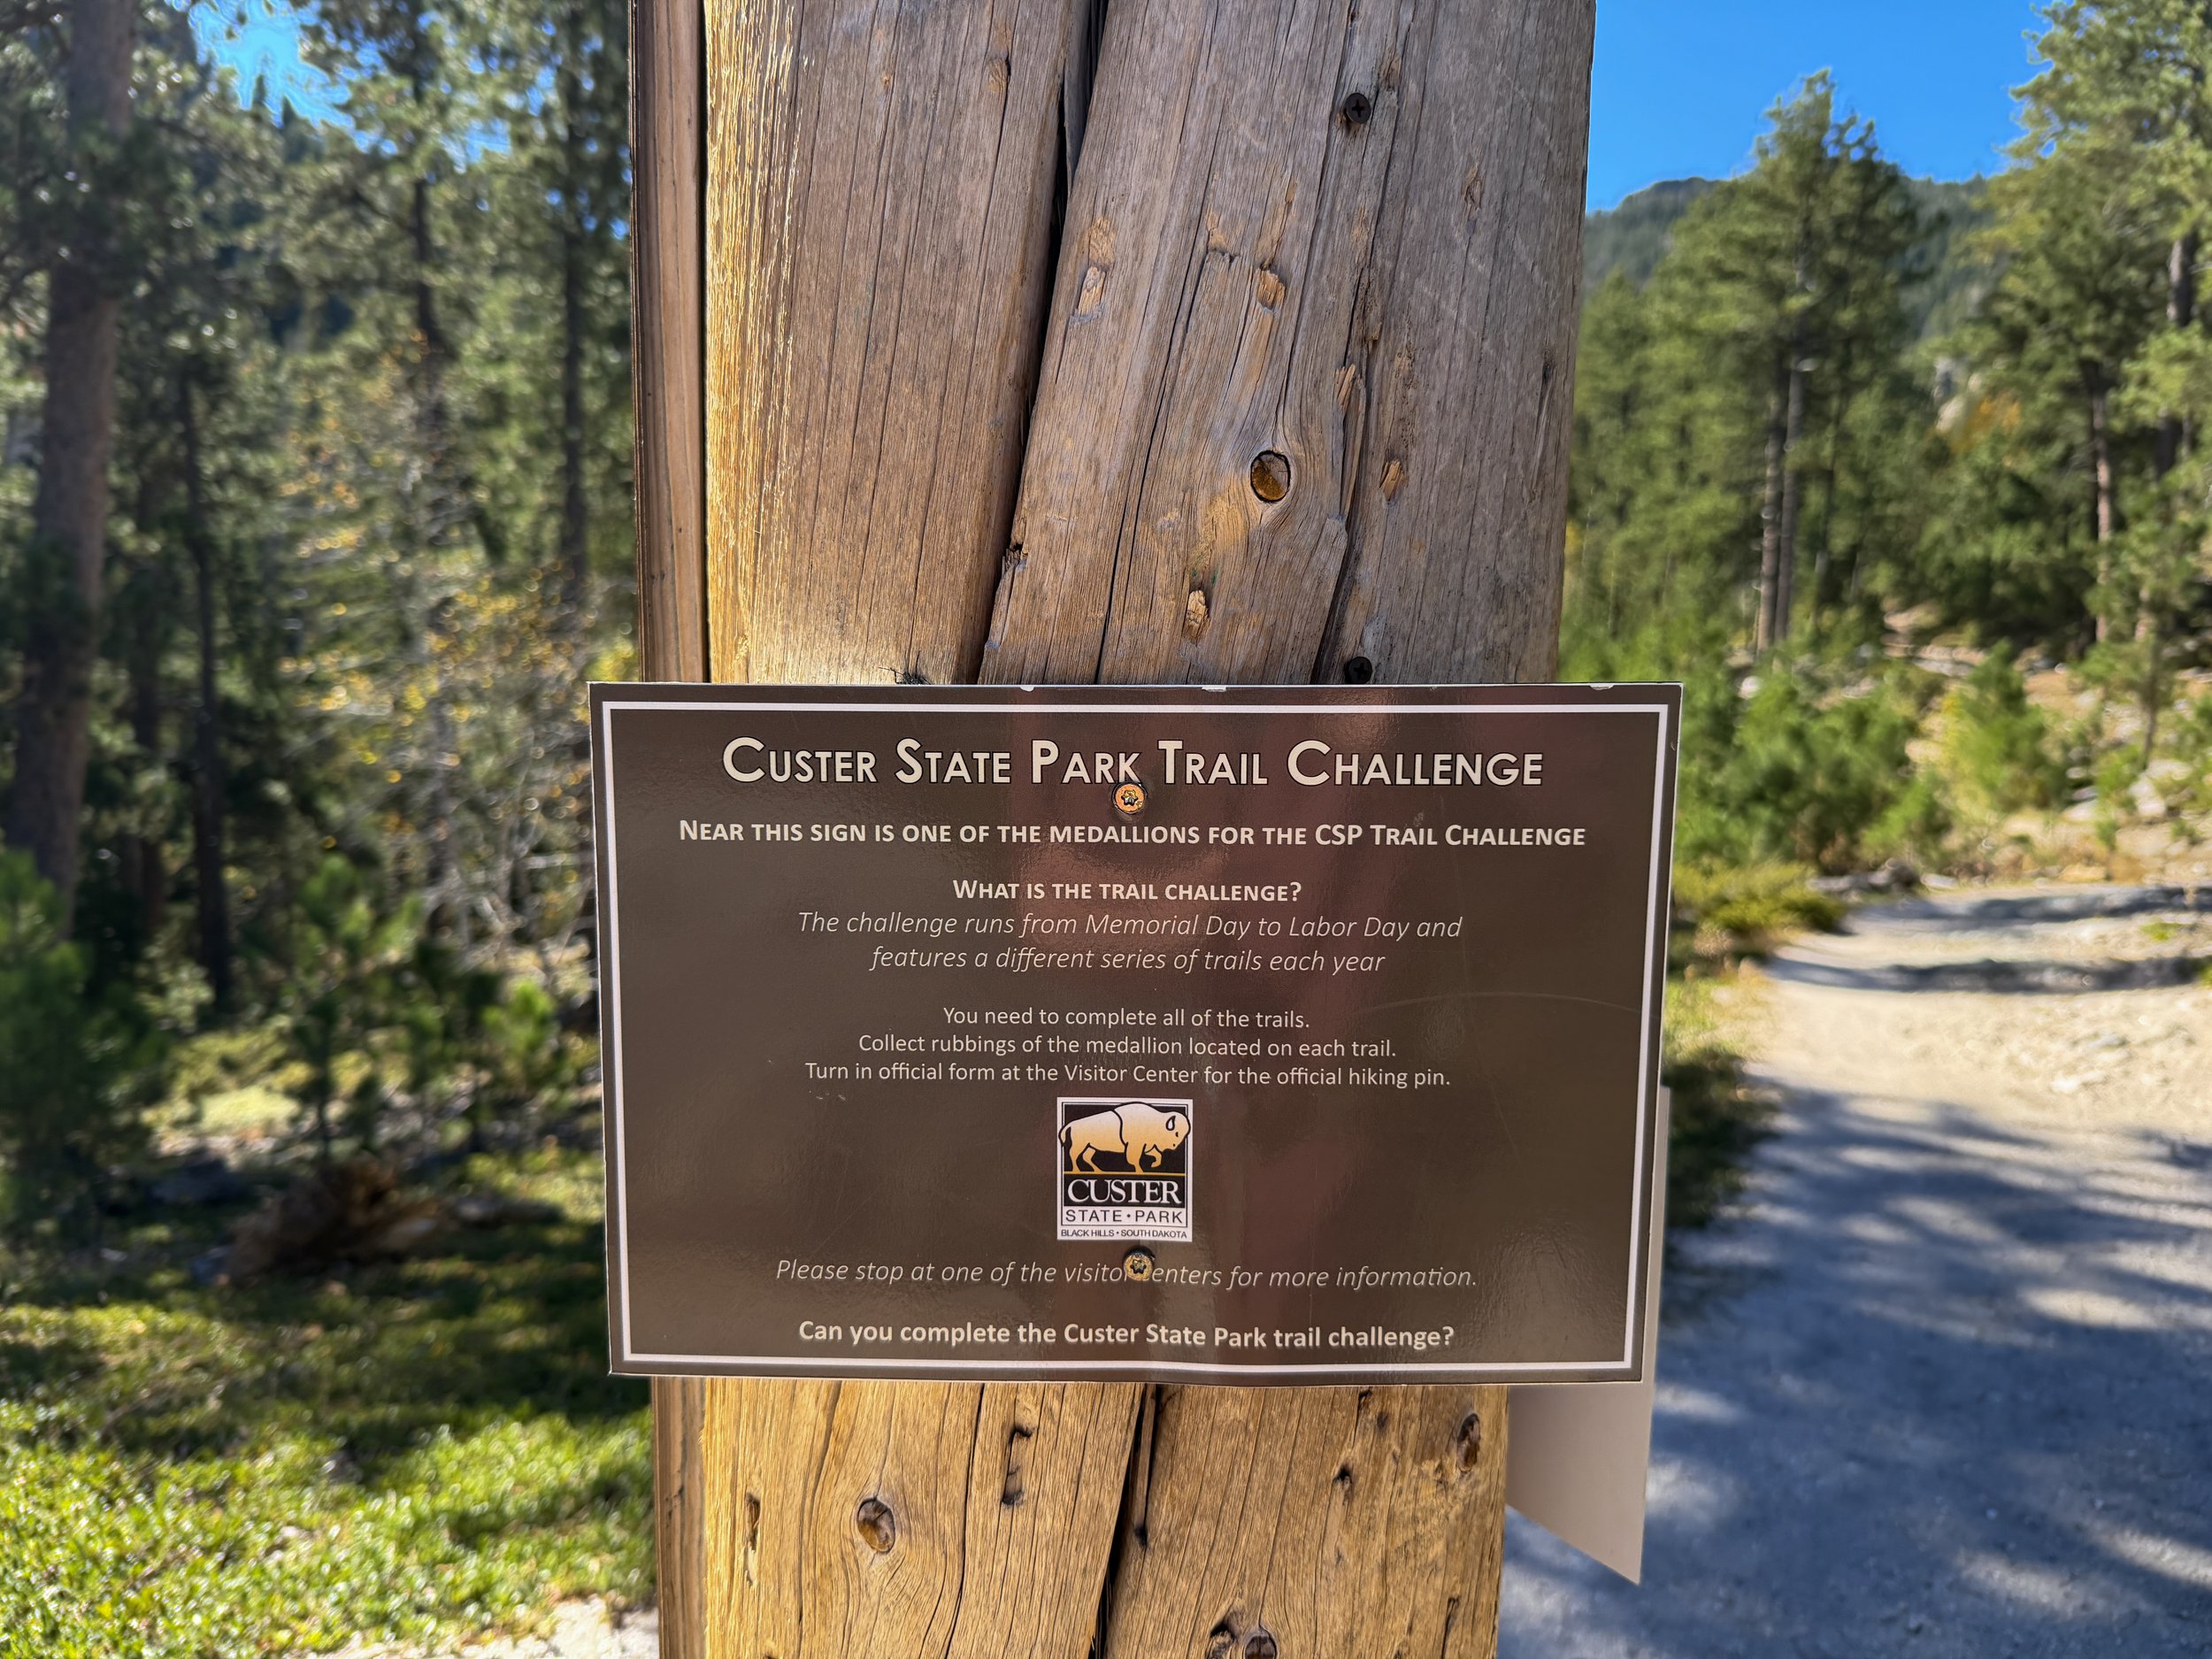 CUSTER STATE PARK TRAIL CHALLENGE
NEAR THIS SIGN IS ONE OF THE MEDALLIONS FOR THE CSP TRAIL CHALLENGE
WHAT IS THE TRAIL CHALLENGE?
The challenge runs from Memorial Day to Labor Day and
features a different series of trails each year
You need to complete all of the trails.
Collect rubbings of the medallion located on each trail.
Turn in official form at the Visitor Center for the official hiking pin.
CUSTER
STATE • PARK
BLACK HILLS • SOUTH DAKOTA
Please stop at one of the visitor centers for more information.
Can you complete the Custer State Park trail challenge?